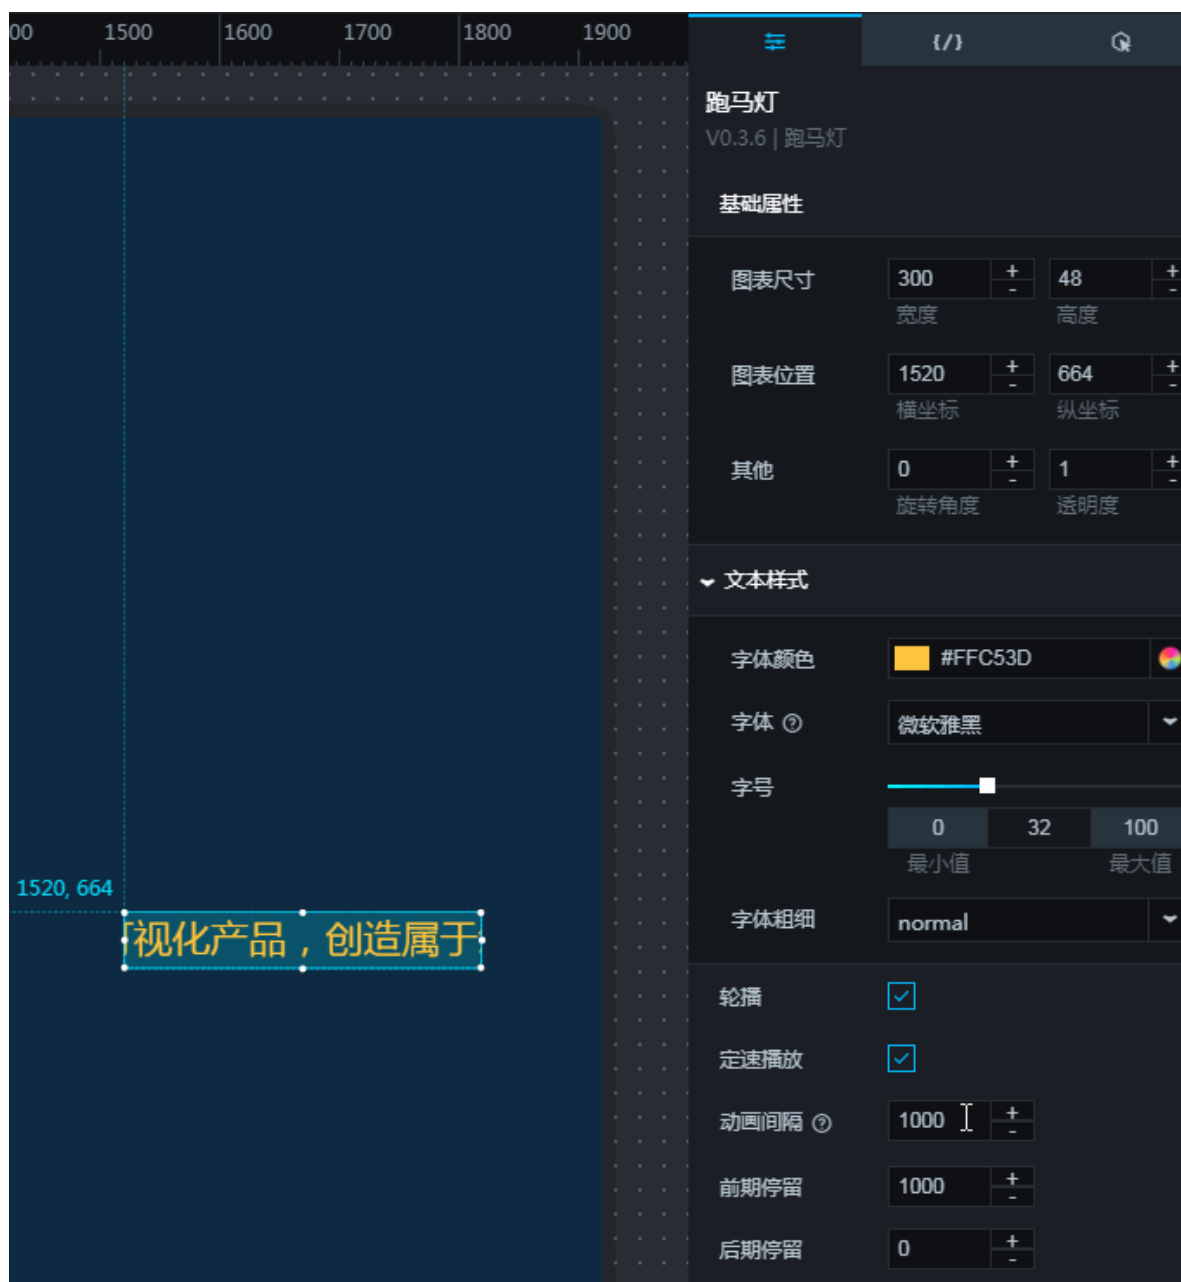 00 1500 1600 1700 1800 1900
{/}
跑马灯
V0.3.6 | 跑马灯
基础属性
图表尺寸 300 + - 48 + -
宽度 高度
图表位置 1520 + - 664 + -
横坐标 纵坐标
其他 0 + - 1 + -
旋转角度 透明度
文本样式
字体颜色 #FFC53D
字体 ? 微软雅黑
字号
0 32 100
最小值 最大值
1520, 664
视化产品，创造属于
字体粗细 normal
轮播
定速播放
动画间隔 ? 1000 + -
前期停留 1000 + -
后期停留 0 + -